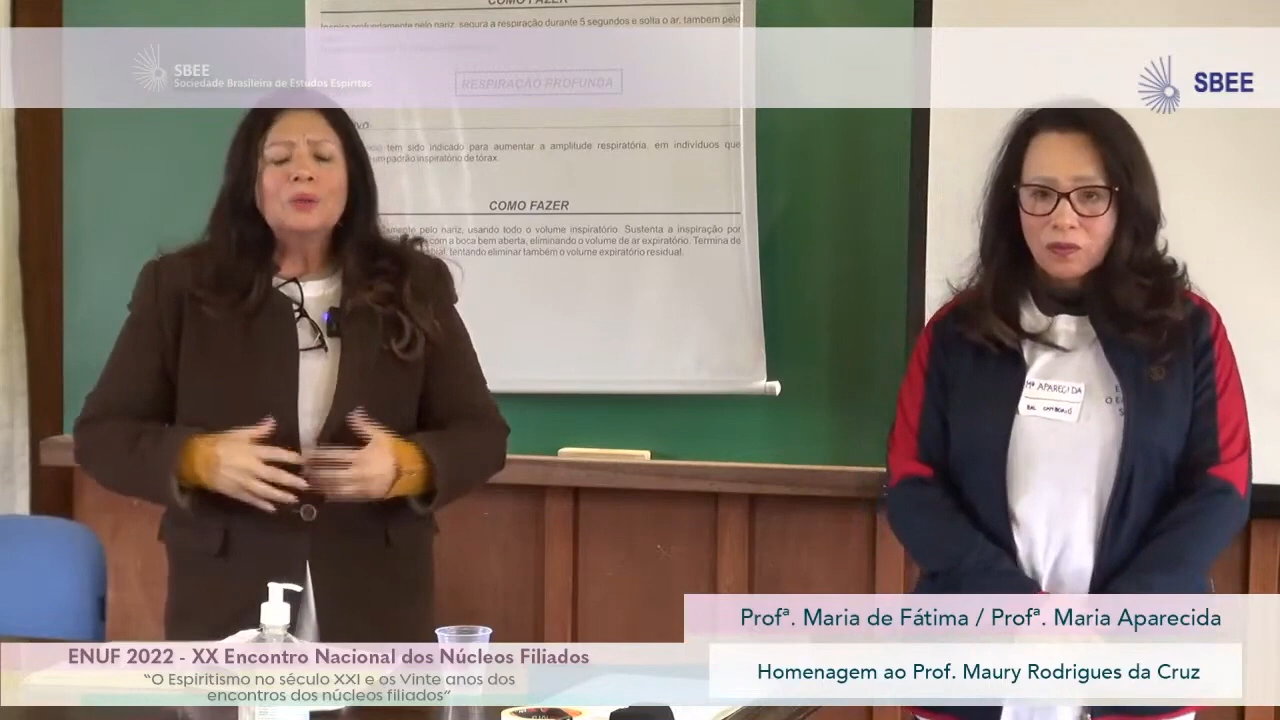 COMO FAZER
Inspira profundamente pelo nariz, segura a respiração durante 5 segundos e solta o ar, também pelo
SBEE
Sociedade Brasileira de Estudos Espíritas
SBEE
RESPIRAÇÃO PROFUNDA
tem sido indicado para aumentar a amplitude respiratória, em indivíduos que
um padrão inspiratório de tórax.
COMO FAZER
pelo nariz, usando todo o volume inspiratório. Sustenta a inspiração por
com a boca bem aberta, eliminando o volume de ar expiratório. Termina de
tentando eliminar também o volume expiratório residual.
Mª APARECIDA
BAL CAMBORIÚ
Profª. Maria de Fátima / Profª. Maria Aparecida
Homenagem ao Prof. Maury Rodrigues da Cruz
ENUF 2022 - XX Encontro Nacional dos Núcleos Filiados
“O Espiritismo no século XXI e os Vinte anos dos
encontros dos núcleos filiados”